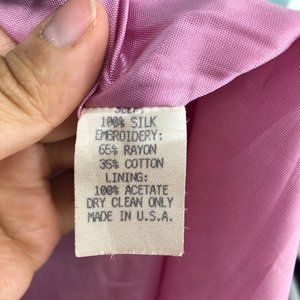 100% SILK
EMBROIDERY:
65% RAYON
35% COTTON
LINING:
100% ACETATE
DRY CLEAN ONLY
MADE IN U.S.A.